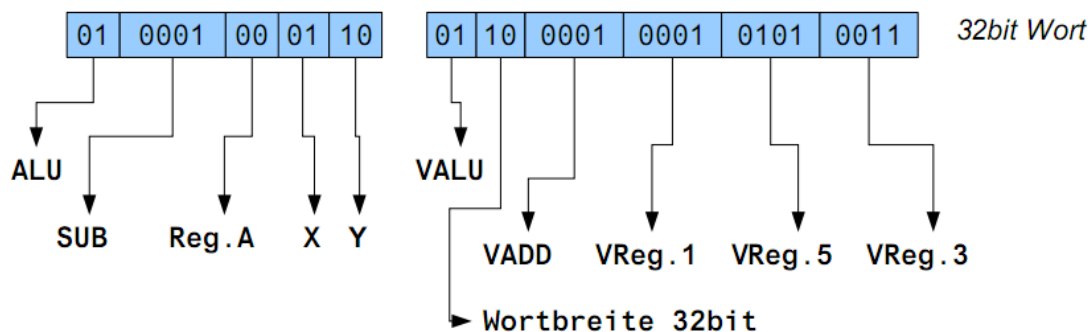 01 0001 00 01 10 01 10 0001 0001 0101 0011 32bit Wort
ALU VALU
SUB Reg.A X Y VADD VReg.1 VReg.5 VReg.3
Wortbreite 32bit